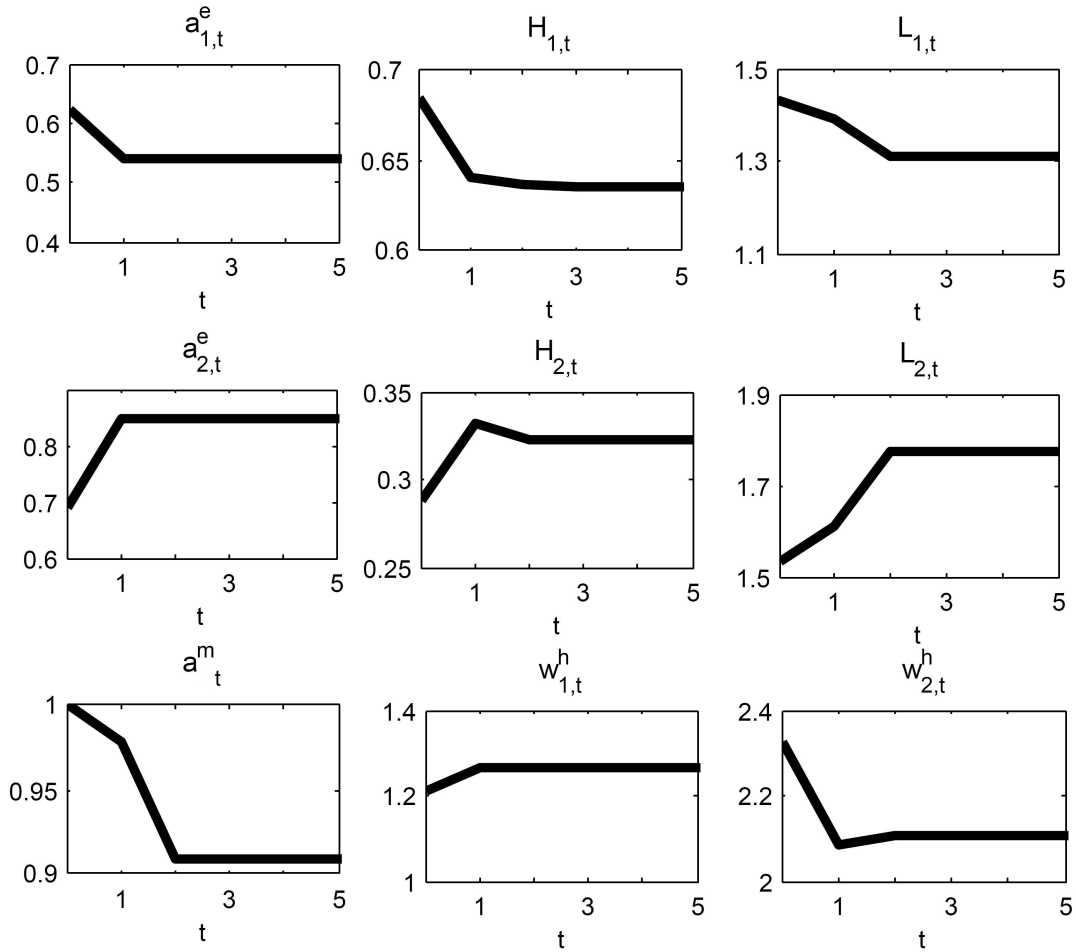 a^e_{1,t}
0.7
0.6
0.5
0.4
1 3 5
t
H_{1,t}
0.7
0.65
0.6
1 3 5
t
L_{1,t}
1.5
1.3
1.1
1 3 5
t
a^e_{2,t}
0.8
0.7
0.6
1 3 5
t
H_{2,t}
0.35
0.3
0.25
1 3 5
t
L_{2,t}
1.9
1.7
1.5
1 3 5
t
a^m_t
1
0.95
0.9
1 3 5
t
w^h_{1,t}
1.4
1.2
1
1 3 5
t
w^h_{2,t}
2.4
2.2
2
1 3 5
t